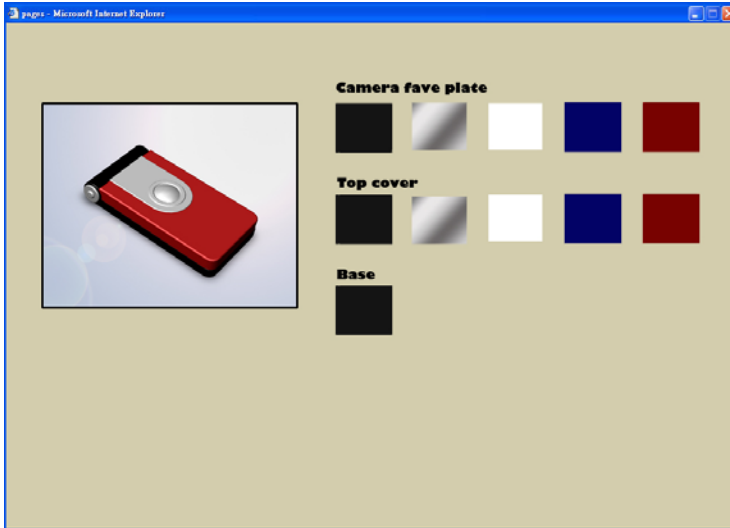 pages - Microsoft Internet Explorer
Camera fave plate
Top cover
Base